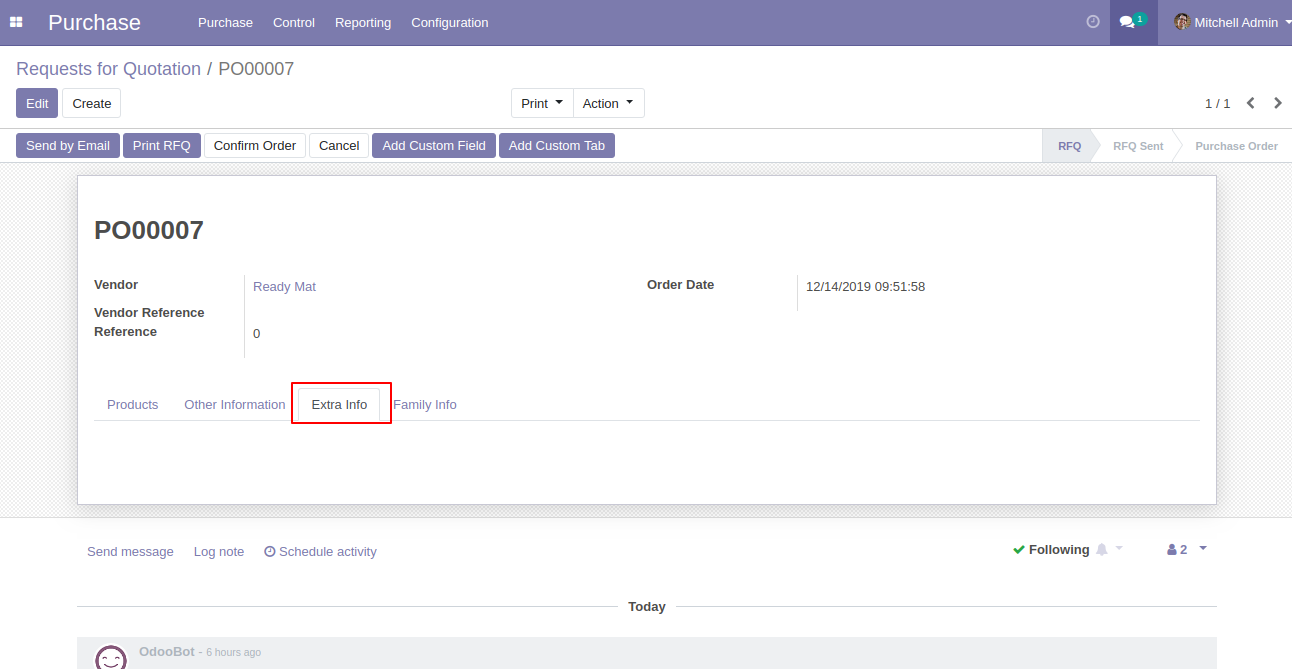 Purchase Purchase Control Reporting Configuration 1 Mitchell Admin
Requests for Quotation / PO00007
Edit Create Print Action 1 / 1
Send by Email Print RFQ Confirm Order Cancel Add Custom Field Add Custom Tab RFQ RFQ Sent Purchase Order
PO00007
Vendor Ready Mat Order Date 12/14/2019 09:51:58
Vendor Reference
Reference 0
Products Other Information Extra Info Family Info
Send message Log note Schedule activity Following 2
Today
OdooBot - 6 hours ago